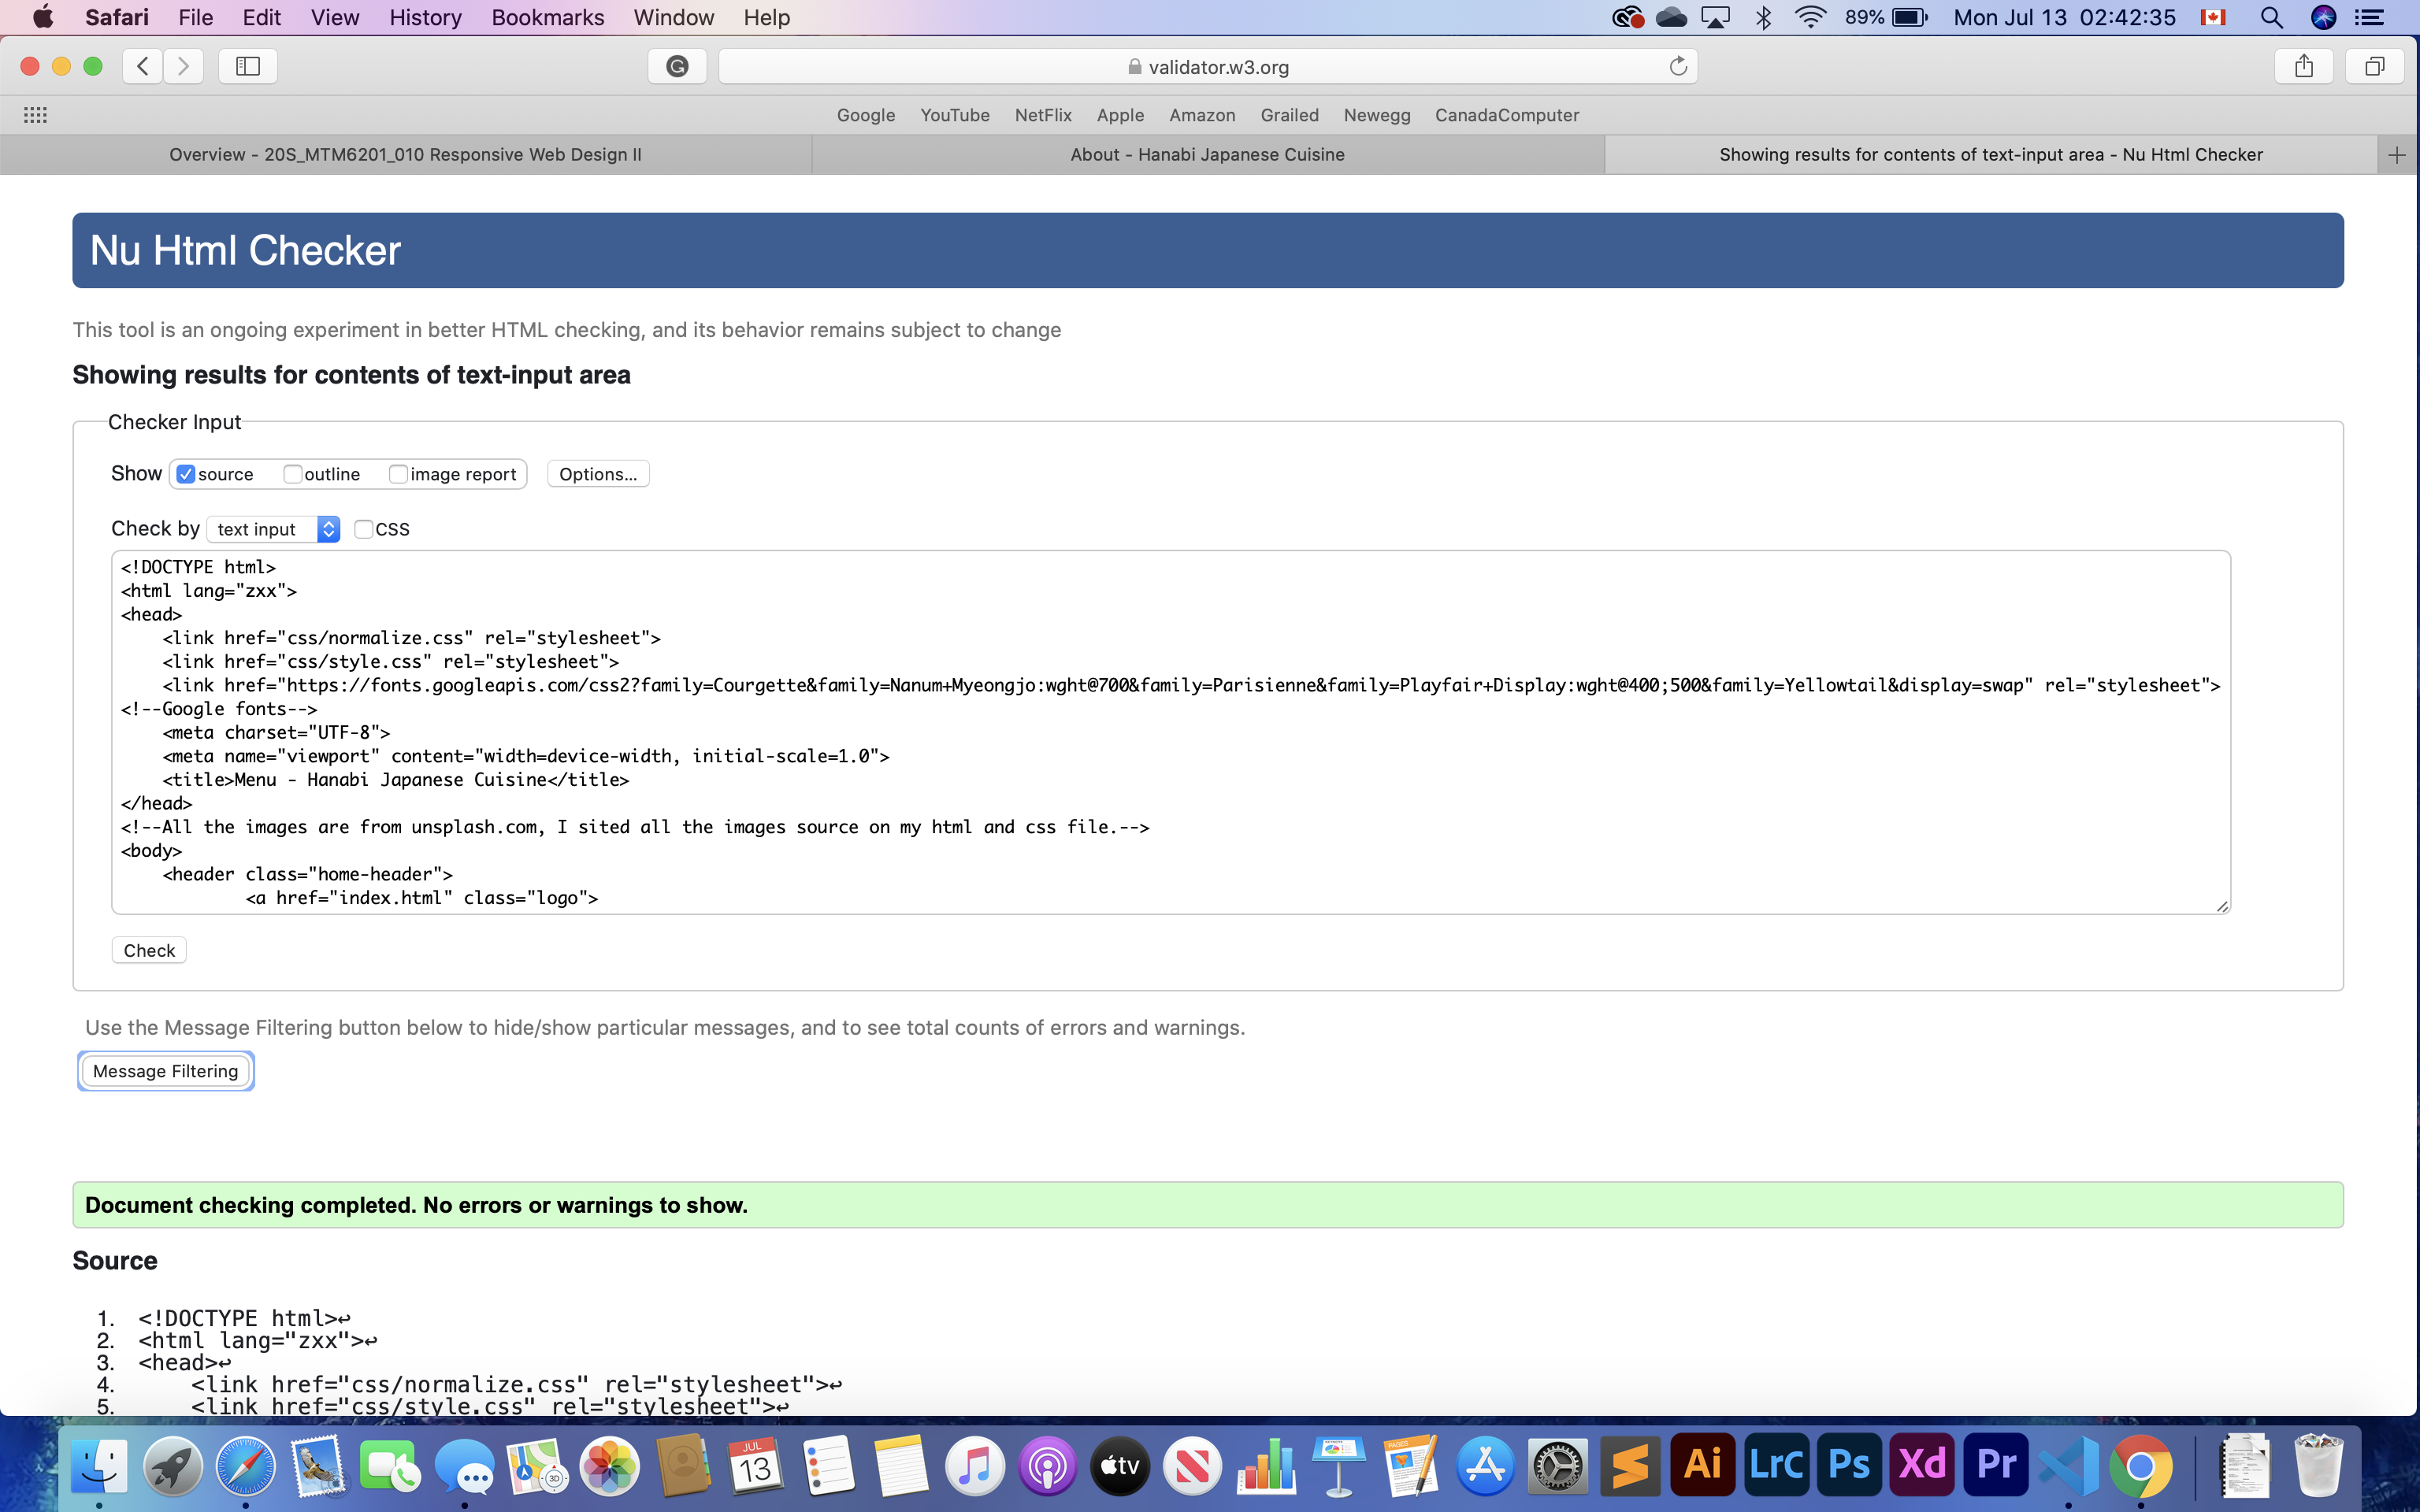 Safari File Edit View History Bookmarks Window Help 89% Mon Jul 13 02:42:35
validator.w3.org
Google YouTube NetFlix Apple Amazon Grailed Newegg CanadaComputer
Overview - 20S_MTM6201_010 Responsive Web Design II About - Hanabi Japanese Cuisine Showing results for contents of text-input area - Nu Html Checker
Nu Html Checker
This tool is an ongoing experiment in better HTML checking, and its behavior remains subject to change
Showing results for contents of text-input area
Checker Input
Show source outline image report Options...
Check by text input CSS
<!DOCTYPE html>
<html lang="zxx">
<head>
<link href="css/normalize.css" rel="stylesheet">
<link href="css/style.css" rel="stylesheet">
<link href="https://fonts.googleapis.com/css2?family=Courgette&family=Nanum+Myeongjo:wght@700&family=Parisienne&family=Playfair+Display:wght@400;500&family=Yellowtail&display=swap" rel="stylesheet">
<!--Google fonts-->
<meta charset="UTF-8">
<meta name="viewport" content="width=device-width, initial-scale=1.0">
<title>Menu - Hanabi Japanese Cuisine</title>
</head>
<!--All the images are from unsplash.com, I sited all the images source on my html and css file.-->
<body>
<header class="home-header">
<a href="index.html" class="logo">
Check
Use the Message Filtering button below to hide/show particular messages, and to see total counts of errors and warnings.
Message Filtering
Document checking completed. No errors or warnings to show.
Source
1. <!DOCTYPE html>↩
2. <html lang="zxx">↩
3. <head>↩
4. <link href="css/normalize.css" rel="stylesheet">↩
5. <link href="css/style.css" rel="stylesheet">↩
3D JUL 13 tv PAGES Ai LrC Ps Xd Pr